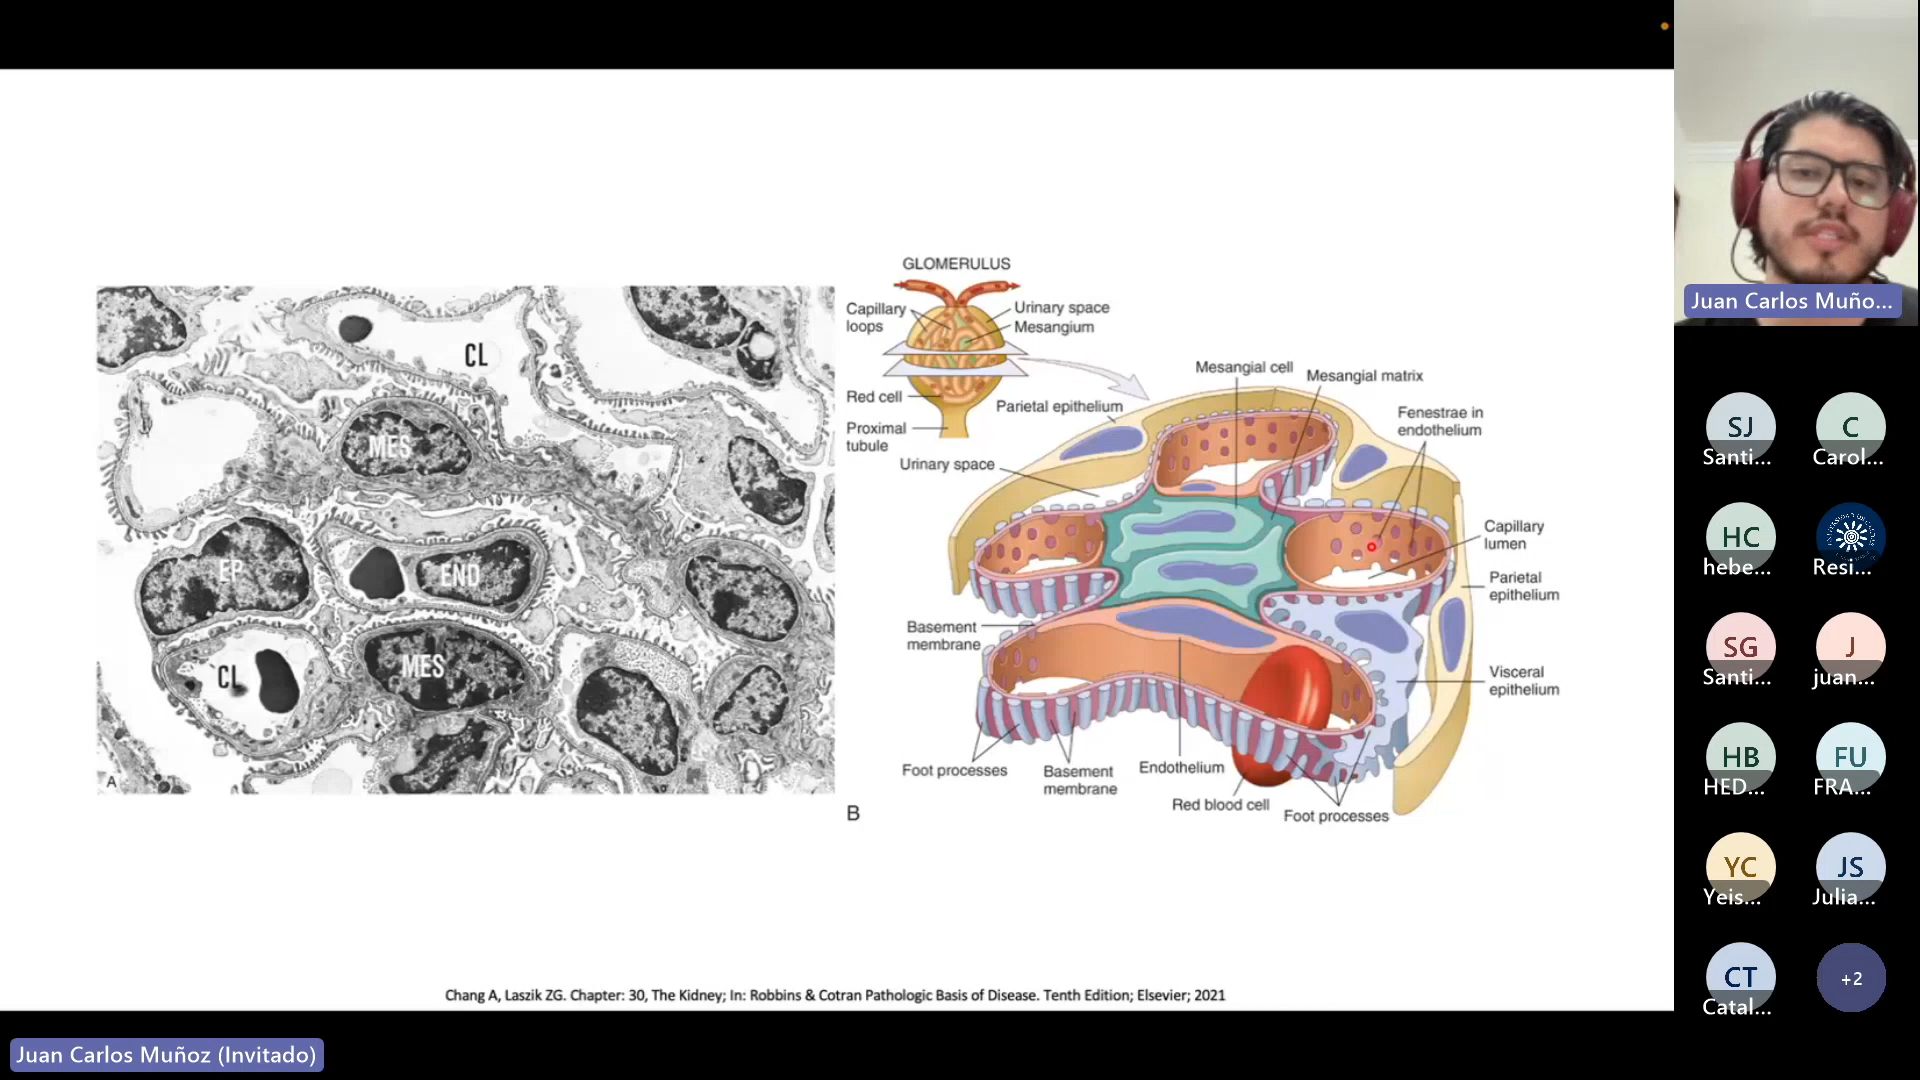 GLOMERULUS
Capillary
loops
Urinary space
Mesangium
Red cell
Proximal
tubule
Parietal epithelium
Urinary space
Mesangial cell
Mesangial matrix
Fenestrae in
endothelium
Capillary
lumen
Parietal
epithelium
Visceral
epithelium
Basement
membrane
Foot processes
Basement
membrane
Endothelium
Red blood cell
Foot processes
B
CL
MES
EP
END
CL
MES
A
Chang A, Laszik ZG. Chapter: 30, The Kidney; In: Robbins & Cotran Pathologic Basis of Disease. Tenth Edition; Elsevier; 2021
Juan Carlos Muñoz (Invitado)
Juan Carlos Muño...
SJ
Santi...
C
Carol...
HC
hebe...
Resi...
SG
Santi...
J
juan...
HB
HED...
FU
FRA...
YC
Yeis...
JS
Julia...
CT
Catal...
+2